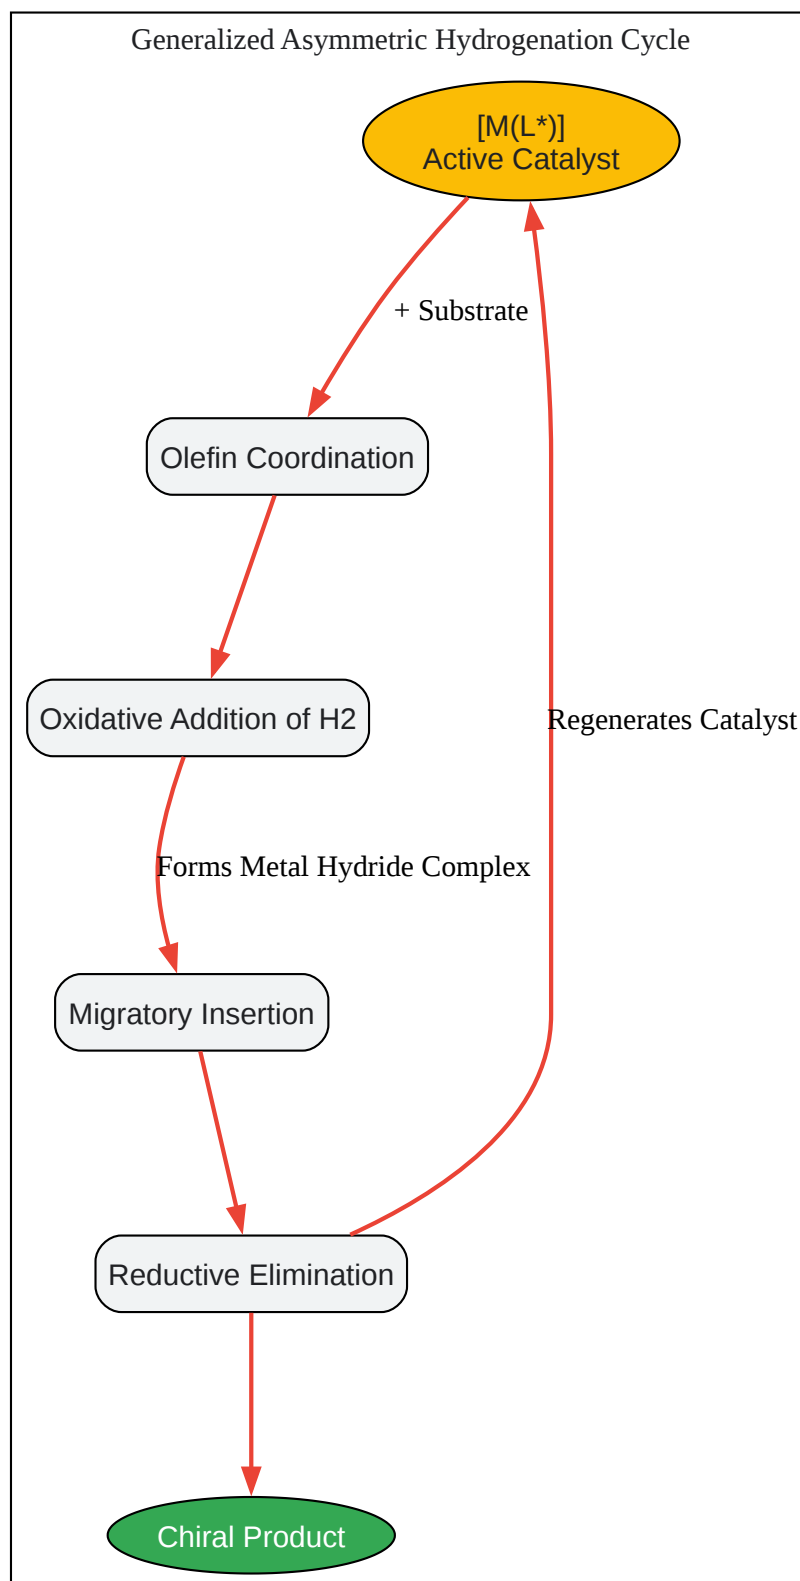 Generalized Asymmetric Hydrogenation Cycle
[M(L*)]
Active Catalyst
+ Substrate
Olefin Coordination
Oxidative Addition of H2
Regenerates Catalyst
Forms Metal Hydride Complex
Migratory Insertion
Reductive Elimination
Chiral Product